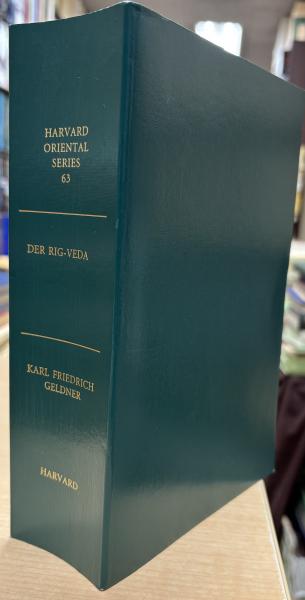 HARVARD
ORIENTAL
SERIES
63
DER RIG-VEDA
KARL FRIEDRICH
GELDNER
HARVARD